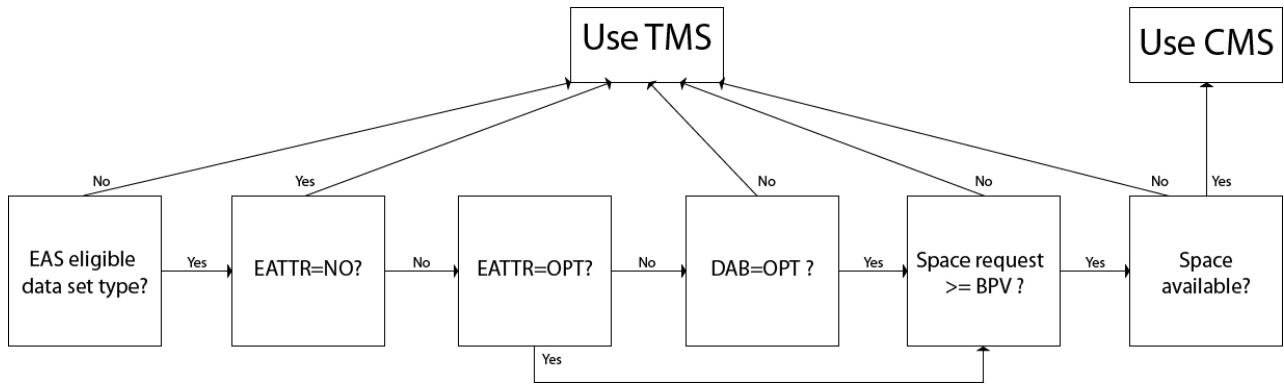 Use TMS
Use CMS
No
Yes
No
No
No
Yes
EAS eligible
data set type?
Yes
EATTR=NO?
No
EATTR=OPT?
No
DAB=OPT ?
Yes
Space request
>= BPV ?
Yes
Space
available?
Yes